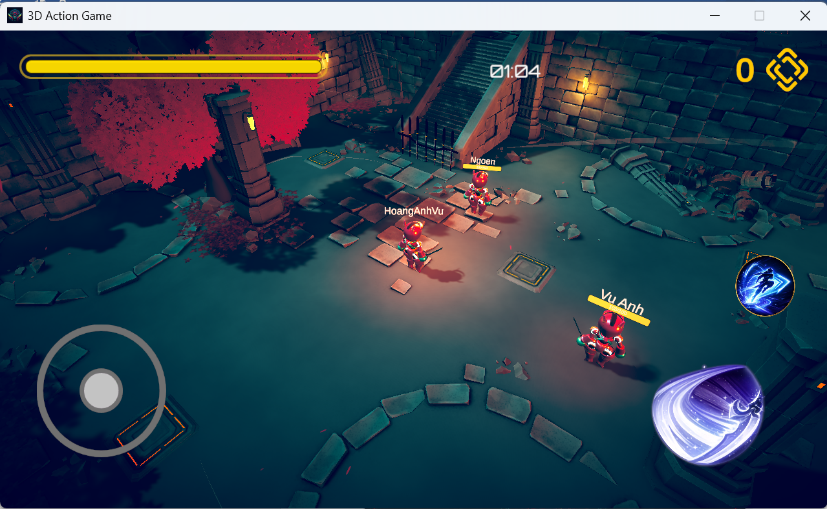 3D Action Game
01:04
0
Ngoen
HoangAnhVu
Vu Anh